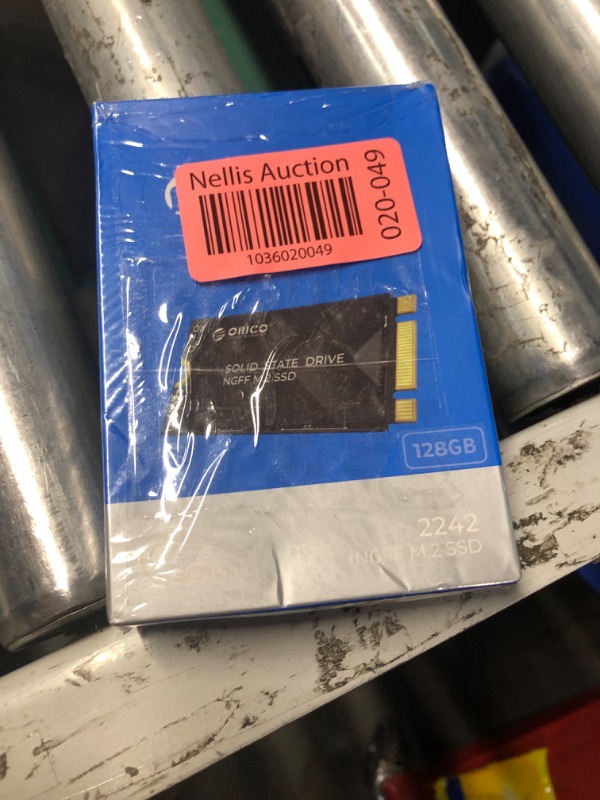 Nellis Auction
1036020049
020-049
ORICO
SOLID STATE DRIVE
NGFF M.2 SSD
128GB
2242
NGFF M.2 SSD